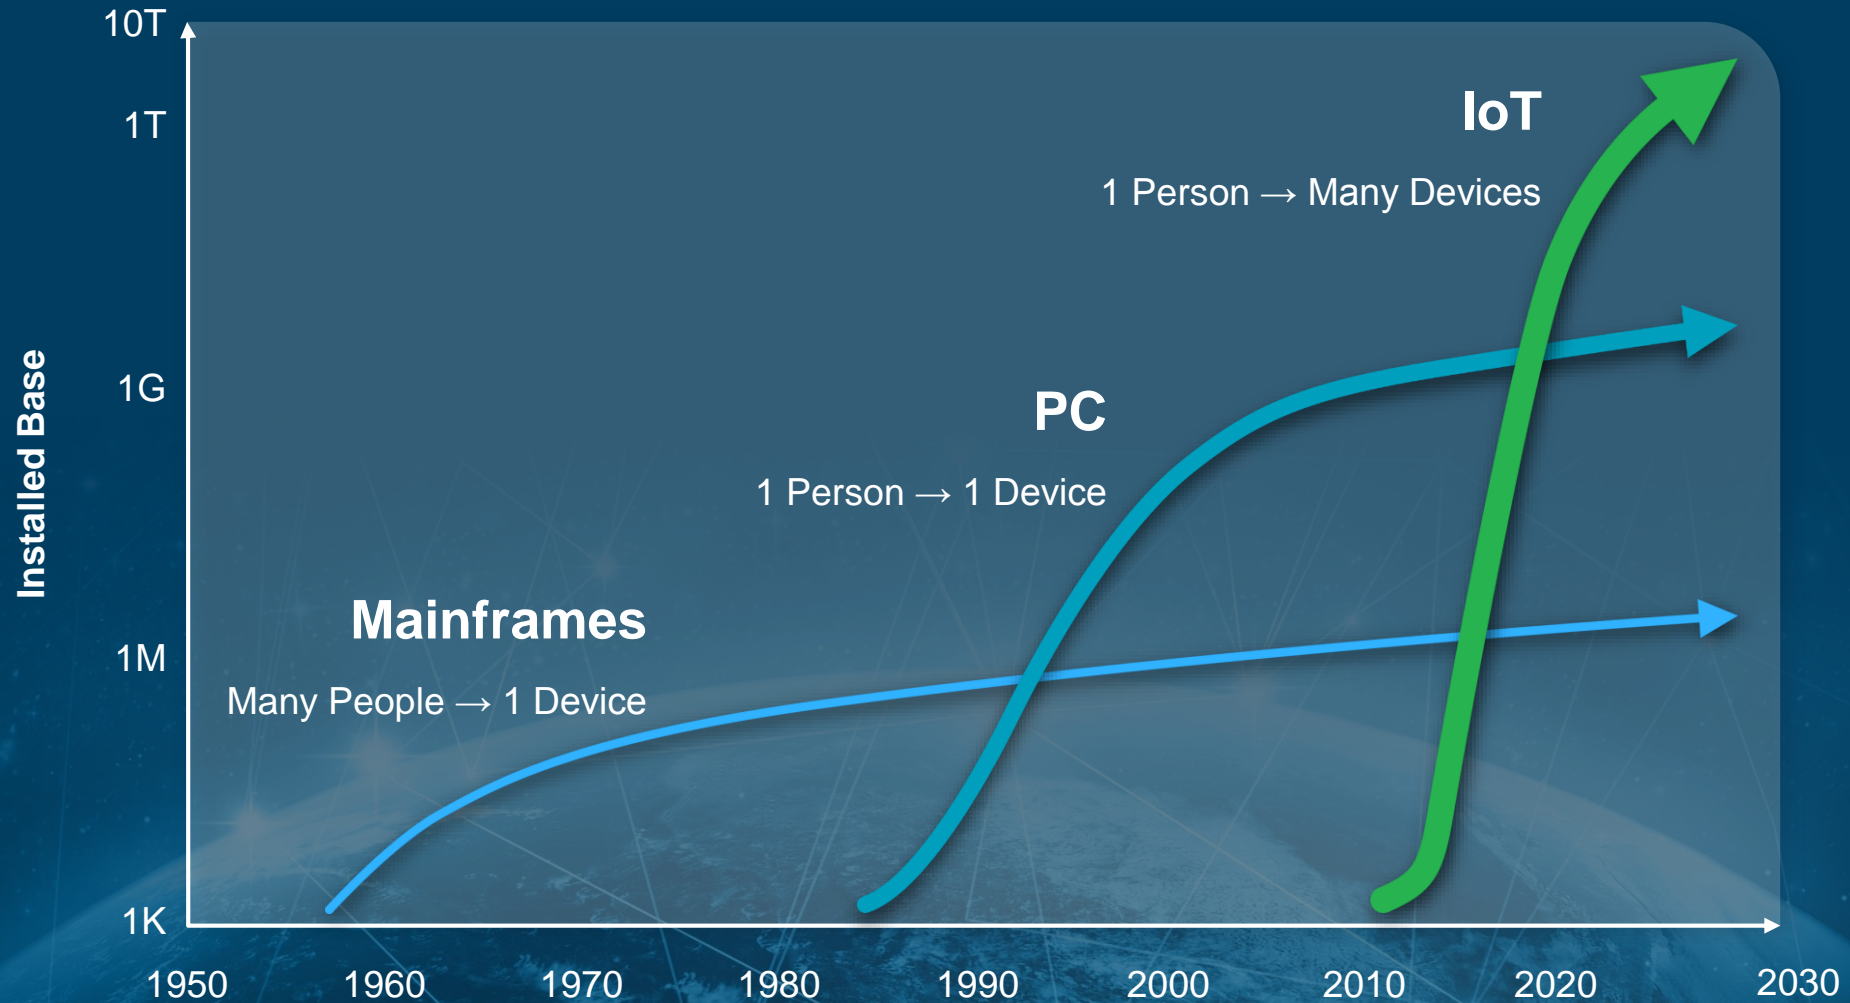 10T
1T
1G
1M
1K
Installed Base
IoT
1 Person → Many Devices
PC
1 Person → 1 Device
Mainframes
Many People → 1 Device
1950 1960 1970 1980 1990 2000 2010 2020 2030